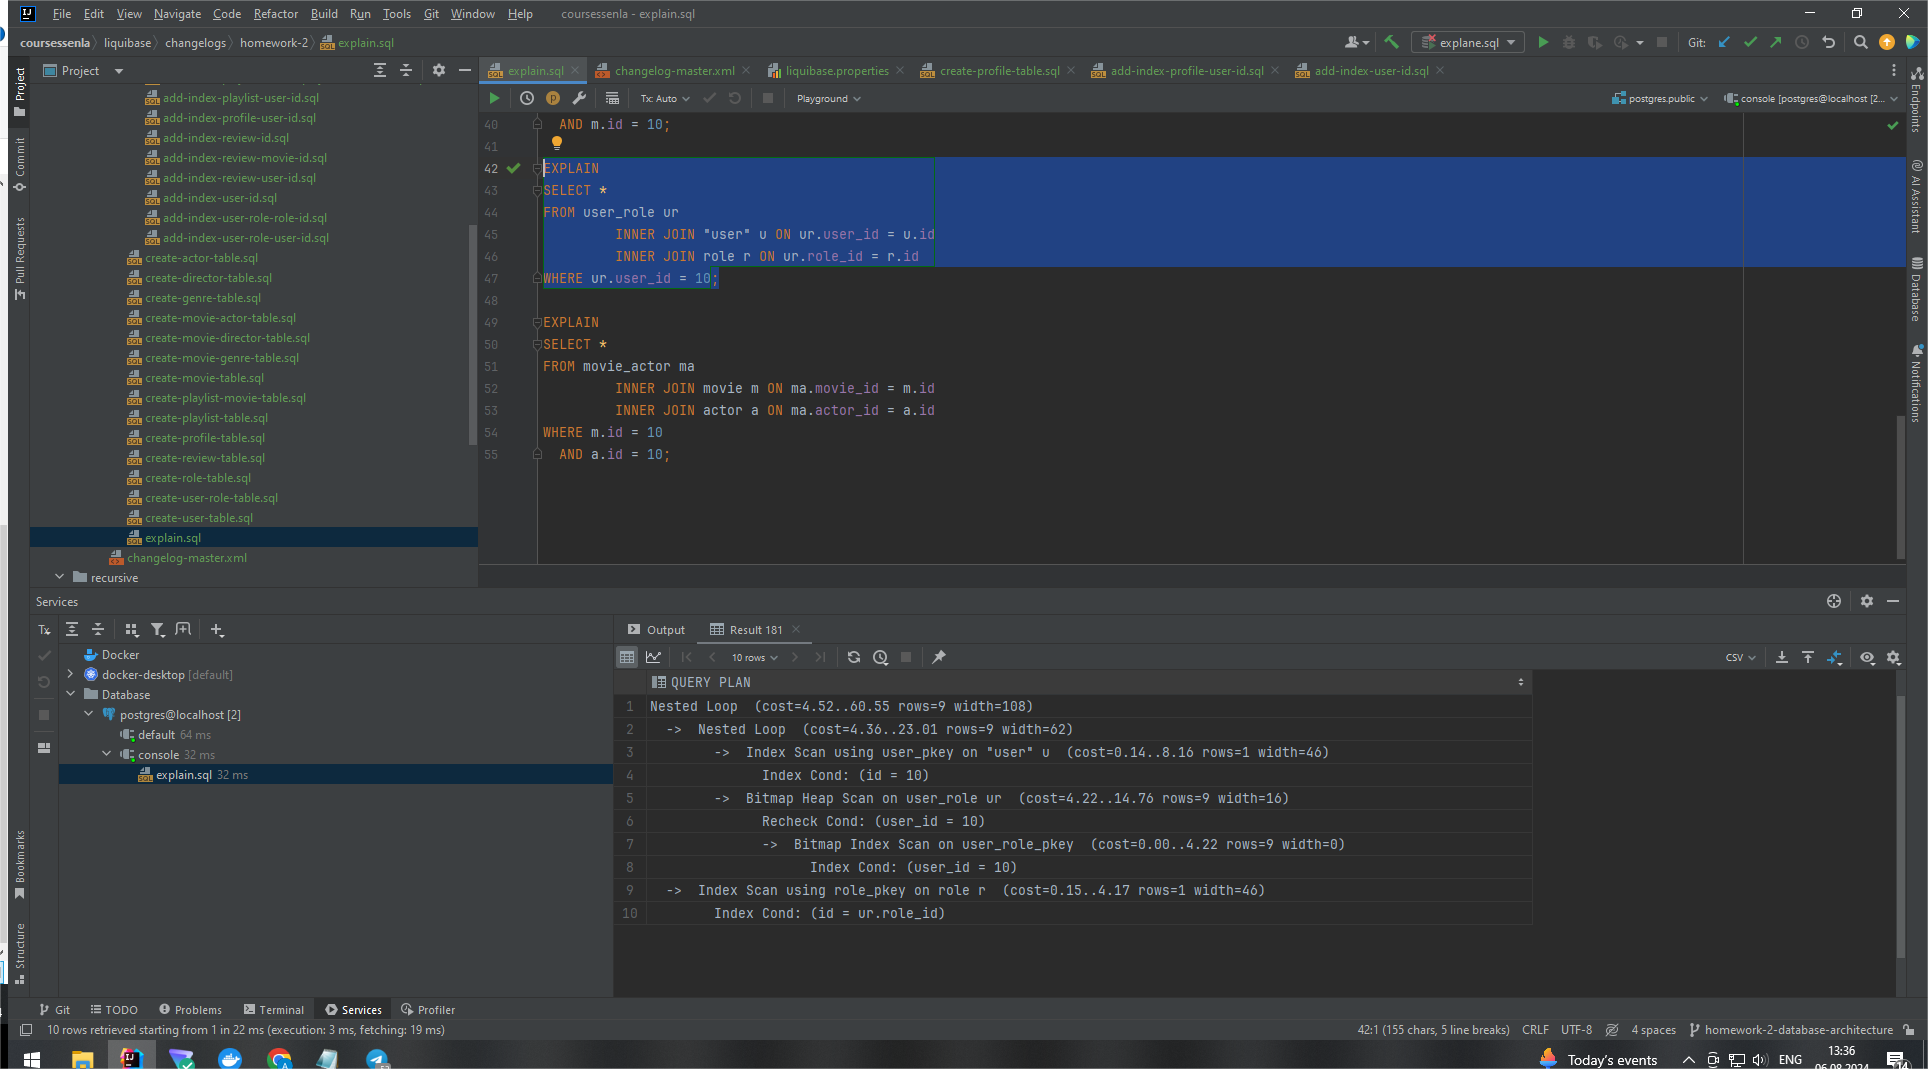 File Edit View Navigate Code Refactor Build Run Tools Git Window Help coursessenla - explain.sql
coursessenla liquibase changelogs homework-2 explain.sql
explane.sql Git:
Project
explain.sql changelog-master.xml liquibase.properties create-profile-table.sql add-index-profile-user-id.sql add-index-user-id.sql
Tx: Auto Playground postgres.public console [postgres@localhost [2...
Project
Commit
Pull Requests
Bookmarks
Structure
Endpoints
AI Assistant
Database
Notifications
add-index-playlist-user-id.sql
add-index-profile-user-id.sql
add-index-review-id.sql
add-index-review-movie-id.sql
add-index-review-user-id.sql
add-index-user-id.sql
add-index-user-role-role-id.sql
add-index-user-role-user-id.sql
create-actor-table.sql
create-director-table.sql
create-genre-table.sql
create-movie-actor-table.sql
create-movie-director-table.sql
create-movie-genre-table.sql
create-movie-table.sql
create-playlist-movie-table.sql
create-playlist-table.sql
create-profile-table.sql
create-review-table.sql
create-role-table.sql
create-user-role-table.sql
create-user-table.sql
explain.sql
changelog-master.xml
recursive
40 AND m.id = 10;
41
42 EXPLAIN
43 SELECT *
44 FROM user_role ur
45 INNER JOIN "user" u ON ur.user_id = u.id
46 INNER JOIN role r ON ur.role_id = r.id
47 WHERE ur.user_id = 10;
48
49 EXPLAIN
50 SELECT *
51 FROM movie_actor ma
52 INNER JOIN movie m ON ma.movie_id = m.id
53 INNER JOIN actor a ON ma.actor_id = a.id
54 WHERE m.id = 10
55 AND a.id = 10;
Services
Tx
Docker
docker-desktop [default]
Database
postgres@localhost [2]
default 64 ms
console 32 ms
explain.sql 32 ms
Output Result 181
10 rows CSV
QUERY PLAN
1 Nested Loop (cost=4.52..60.55 rows=9 width=108)
2 -> Nested Loop (cost=4.36..23.01 rows=9 width=62)
3 -> Index Scan using user_pkey on "user" u (cost=0.14..8.16 rows=1 width=46)
4 Index Cond: (id = 10)
5 -> Bitmap Heap Scan on user_role ur (cost=4.22..14.76 rows=9 width=16)
6 Recheck Cond: (user_id = 10)
7 -> Bitmap Index Scan on user_role_pkey (cost=0.00..4.22 rows=9 width=0)
8 Index Cond: (user_id = 10)
9 -> Index Scan using role_pkey on role r (cost=0.15..4.17 rows=1 width=46)
10 Index Cond: (id = ur.role_id)
Git TODO Problems Terminal Services Profiler
10 rows retrieved starting from 1 in 22 ms (execution: 3 ms, fetching: 19 ms) 42:1 (155 chars, 5 line breaks) CRLF UTF-8 4 spaces homework-2-database-architecture
Today's events ENG 13:36
06.08.2024